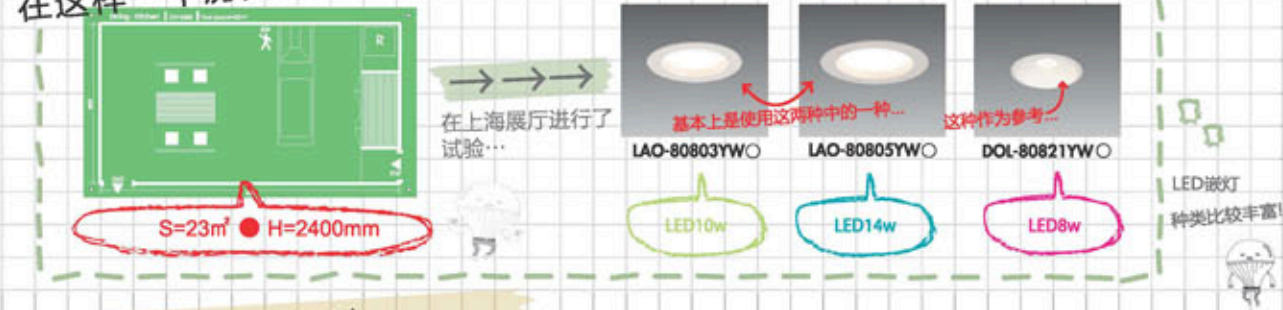 在这样一个
R
S=23㎡ ● H=2400mm
在上海展厅进行了
试验…
基本上是使用这两种中的一种…
这种作为参考…
LAO-80803YW○
LAO-80805YW○
DOL-80821YW○
LED10w
LED14w
LED8w
LED嵌灯
种类比较丰富!